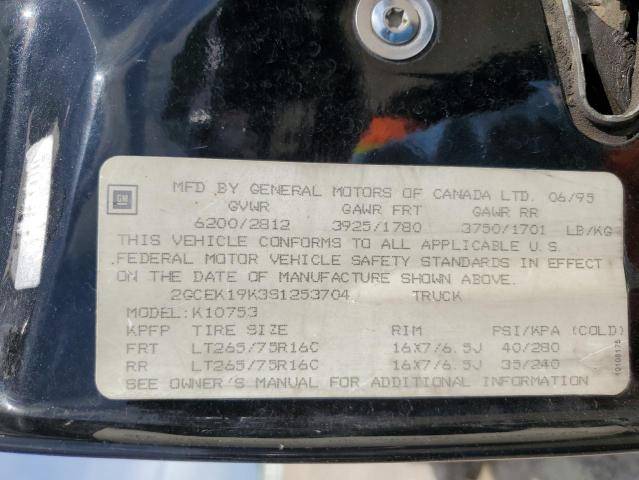 GM
MFD BY GENERAL MOTORS OF CANADA LTD. 06/95
GVWR GAWR FRT GAWR RR
6200/2812 3925/1780 3750/1701 LB/KG
THIS VEHICLE CONFORMS TO ALL APPLICABLE U.S.
FEDERAL MOTOR VEHICLE SAFETY STANDARDS IN EFFECT
ON THE DATE OF MANUFACTURE SHOWN ABOVE.
2GCEK19K3S1253704 TRUCK
MODEL:K10753
KPFP TIRE SIZE RIM PSI/KPA (COLD)
FRT LT265/75R16C 16X7/6.5J 40/280
RR LT265/75R16C 16X7/6.5J 35/240
SEE OWNER'S MANUAL FOR ADDITIONAL INFORMATION